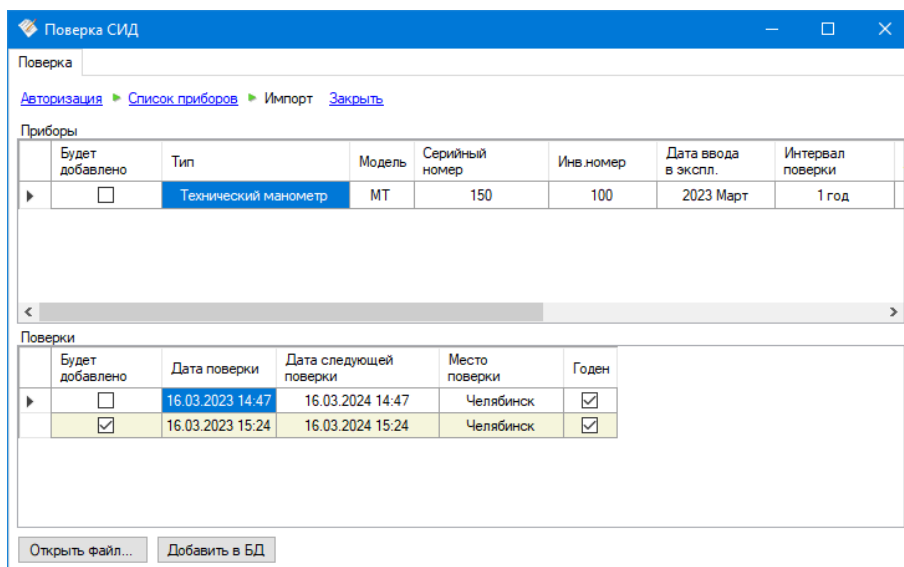 Поверка СИД
Поверка
Авторизация Список приборов Импорт Закрыть
Приборы
Будет добавлено Тип Модель Серийный номер Инв.номер Дата ввода в экспл. Интервал поверки
Технический манометр МТ 150 100 2023 Март 1 год
Поверки
Будет добавлено Дата поверки Дата следующей поверки Место поверки Годен
16.03.2023 14:47 16.03.2024 14:47 Челябинск
16.03.2023 15:24 16.03.2024 15:24 Челябинск
Открыть файл... Добавить в БД